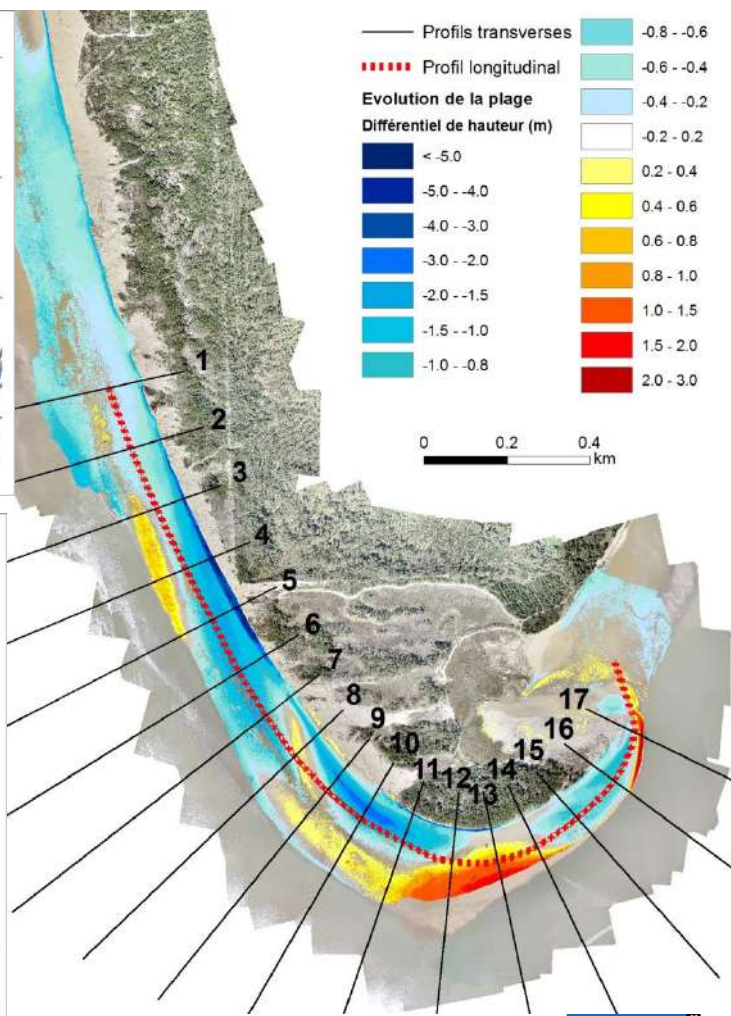 Profils transverses
Profil longitudinal
Evolution de la plage
Différentiel de hauteur (m)
< -5.0
-5.0 - -4.0
-4.0 - -3.0
-3.0 - -2.0
-2.0 - -1.5
-1.5 - -1.0
-1.0 - -0.8
-0.8 - -0.6
-0.6 - -0.4
-0.4 - -0.2
-0.2 - 0.2
0.2 - 0.4
0.4 - 0.6
0.6 - 0.8
0.8 - 1.0
1.0 - 1.5
1.5 - 2.0
2.0 - 3.0
0 0.2 0.4
km
1
2
3
4
5
6
7
8
9
10
11
12
13
14
15
16
17